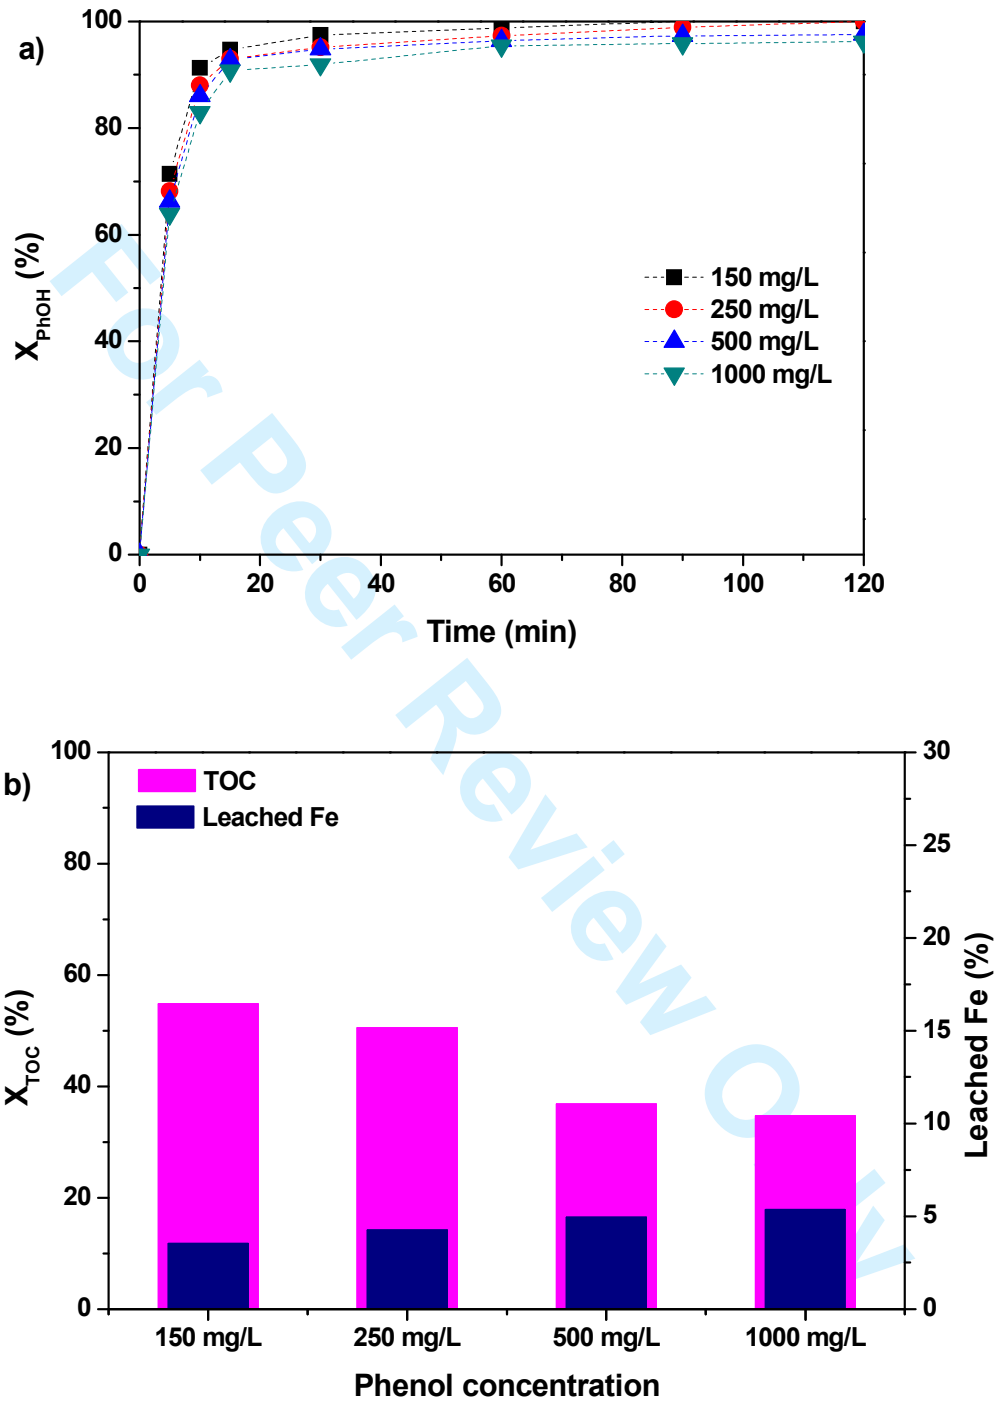 a)
100
80
60
40
20
0
X_PhOH (%)
150 mg/L
250 mg/L
500 mg/L
1000 mg/L
0 20 40 60 80 100 120
Time (min)
For Peer Review Only
b)
TOC
Leached Fe
100
80
60
40
20
0
X_TOC (%)
30
25
20
15
10
5
0
Leached Fe (%)
150 mg/L 250 mg/L 500 mg/L 1000 mg/L
Phenol concentration